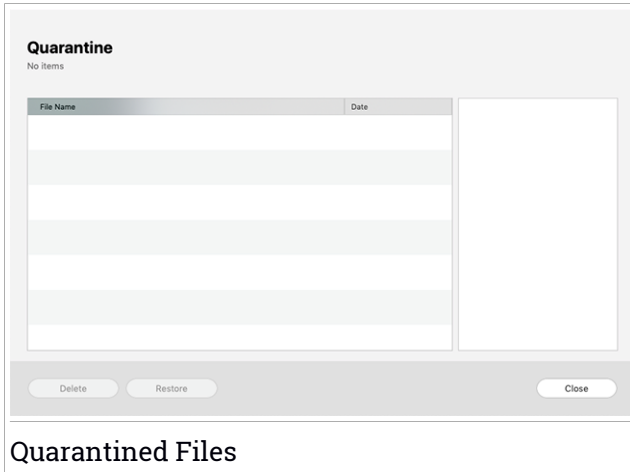 Quarantine
No items
File Name Date
Delete Restore Close
Quarantined Files